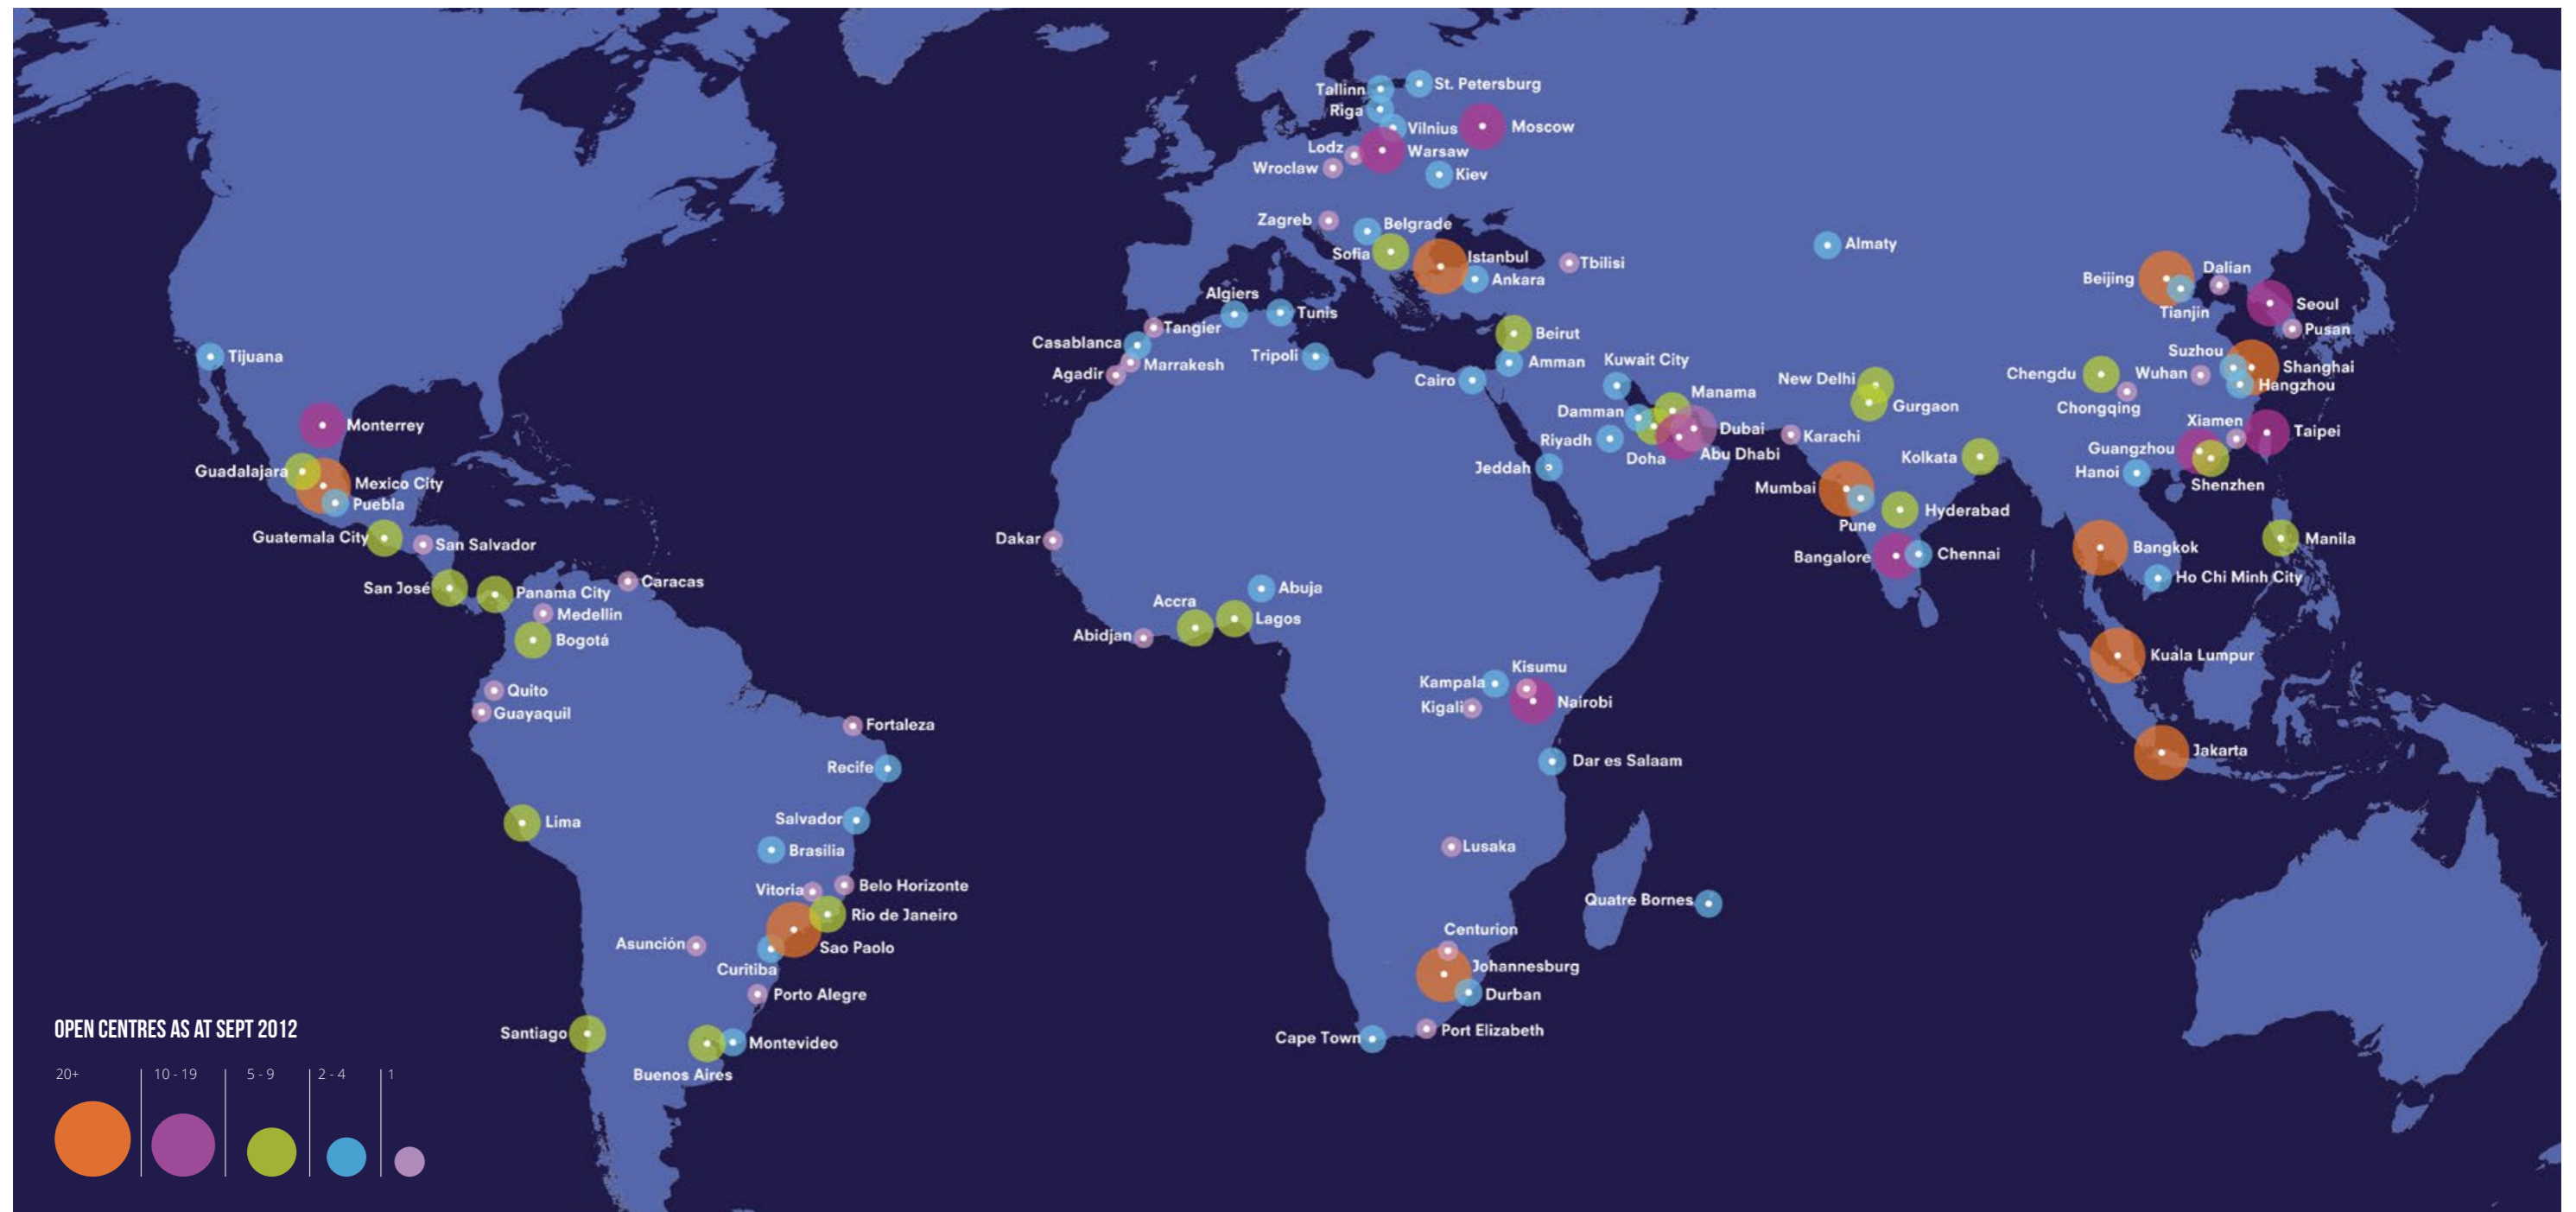 Tallinn
St. Petersburg
Riga
Vilnius
Moscow
Lodz
Warsaw
Wroclaw
Kiev
Zagreb
Belgrade
Sofia
Istanbul
Ankara
Tbilisi
Almaty
Beijing
Dalian
Tianjin
Seoul
Pusan
Algiers
Tunis
Tangier
Casablanca
Marrakesh
Agadir
Tripoli
Beirut
Amman
Cairo
Kuwait City
Manama
Damman
Dubai
Riyadh
Doha
Abu Dhabi
Jeddah
New Delhi
Gurgaon
Karachi
Kolkata
Mumbai
Pune
Hyderabad
Bangalore
Chennai
Suzhou
Shanghai
Chengdu
Wuhan
Hangzhou
Chongqing
Xiamen
Taipei
Guangzhou
Hanoi
Shenzhen
Bangkok
Manila
Ho Chi Minh City
Kuala Lumpur
Jakarta
Tijuana
Monterrey
Guadalajara
Mexico City
Puebla
Guatemala City
San Salvador
San José
Panama City
Caracas
Medellin
Bogotá
Quito
Guayaquil
Fortaleza
Recife
Lima
Salvador
Brasilia
Vitoria
Belo Horizonte
Rio de Janeiro
Asunción
Sao Paolo
Curitiba
Porto Alegre
Santiago
Montevideo
Buenos Aires
Dakar
Accra
Abuja
Lagos
Abidjan
Kisumu
Kampala
Kigali
Nairobi
Dar es Salaam
Lusaka
Quatre Bornes
Centurion
Johannesburg
Durban
Cape Town
Port Elizabeth
OPEN CENTRES AS AT SEPT 2012
20+ 10 - 19 5 - 9 2 - 4 1